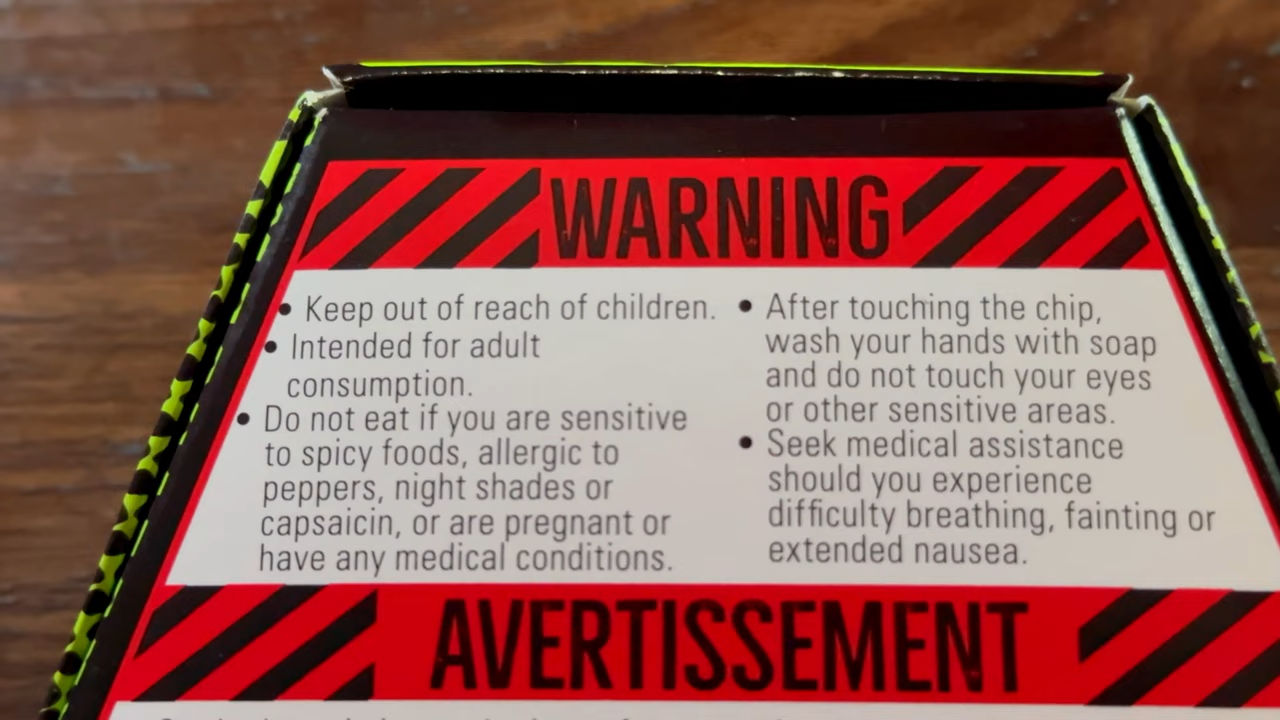 WARNING
• Keep out of reach of children.
• Intended for adult
consumption.
• Do not eat if you are sensitive
to spicy foods, allergic to
peppers, night shades or
capsaicin, or are pregnant or
have any medical conditions.
• After touching the chip,
wash your hands with soap
and do not touch your eyes
or other sensitive areas.
• Seek medical assistance
should you experience
difficulty breathing, fainting or
extended nausea.
AVERTISSEMENT